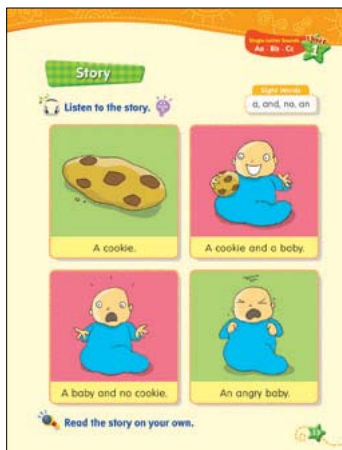 Single Letter Sounds
Aa · Bb · Cc
1
Story
Listen to the story.
Sight Words
a, and, no, an
A cookie.
A cookie and a baby.
A baby and no cookie.
An angry baby.
Read the story on your own.
13